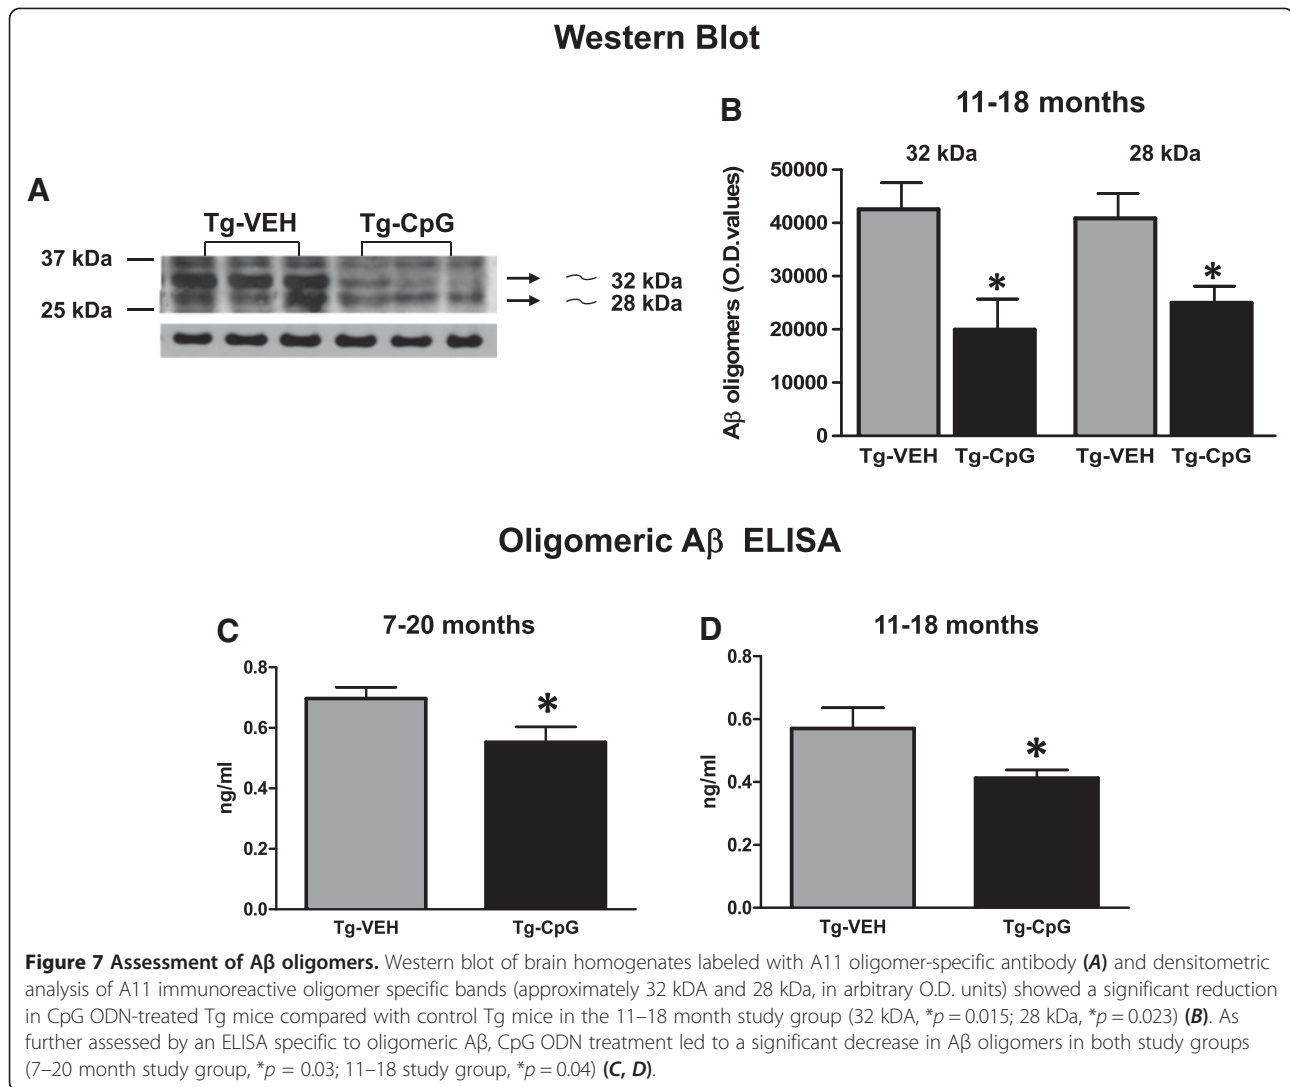 Western Blot
A
Tg-VEH Tg-CpG
37 kDa
25 kDa
~ 32 kDa
~ 28 kDa
B
11-18 months
32 kDa 28 kDa
Aβ oligomers (O.D.values)
50000
40000
30000
20000
10000
0
* *
Tg-VEH Tg-CpG Tg-VEH Tg-CpG
Oligomeric Aβ ELISA
C
7-20 months
ng/ml
0.8
0.6
0.4
0.2
0.0
*
Tg-VEH Tg-CpG
D
11-18 months
ng/ml
0.8
0.6
0.4
0.2
0.0
*
Tg-VEH Tg-CpG
Figure 7 Assessment of Aβ oligomers. Western blot of brain homogenates labeled with A11 oligomer-specific antibody (A) and densitometric
analysis of A11 immunoreactive oligomer specific bands (approximately 32 kDA and 28 kDa, in arbitrary O.D. units) showed a significant reduction
in CpG ODN-treated Tg mice compared with control Tg mice in the 11–18 month study group (32 kDA, *p = 0.015; 28 kDa, *p = 0.023) (B). As
further assessed by an ELISA specific to oligomeric Aβ, CpG ODN treatment led to a significant decrease in Aβ oligomers in both study groups
(7–20 month study group, *p = 0.03; 11–18 study group, *p = 0.04) (C, D).